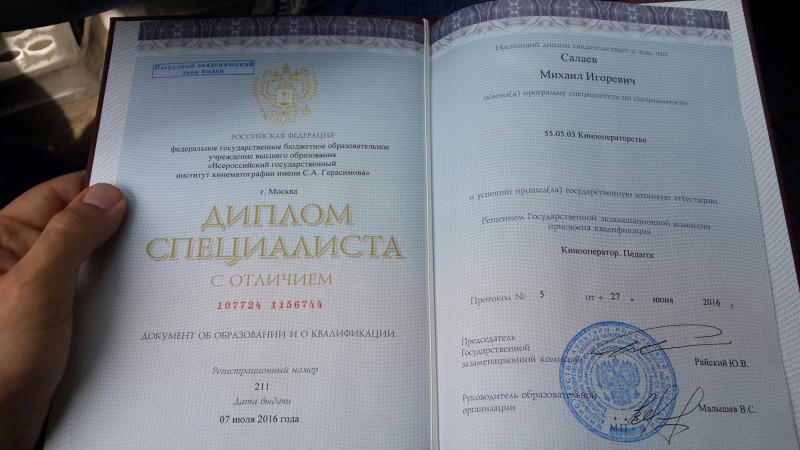 Нагрудный академический
знак выдан
РОССИЙСКАЯ ФЕДЕРАЦИЯ
федеральное государственное бюджетное образовательное
учреждение высшего образования
«Всероссийский государственный
институт кинематографии имени С.А. Герасимова»
г. Москва
ДИПЛОМ
СПЕЦИАЛИСТА
С ОТЛИЧИЕМ
107724 1156744
ДОКУМЕНТ ОБ ОБРАЗОВАНИИ И О КВАЛИФИКАЦИИ
Регистрационный номер
211
Дата выдачи
07 июля 2016 года
Настоящий диплом свидетельствует о том, что
Салаев
Михаил Игоревич
освоил(а) программу специалитета по специальности
55.05.03 Кинооператорство
и успешно прошел(ла) государственную итоговую аттестацию
Решением Государственной экзаменационной комиссии
присвоена квалификация
Кинооператор. Педагог
Протокол № 5 от « 27 » июня 2016 г.
Председатель
Государственной
экзаменационной комиссии
Райский Ю.В.
Руководитель образовательной
организации
Малышев В.С.
М.П.